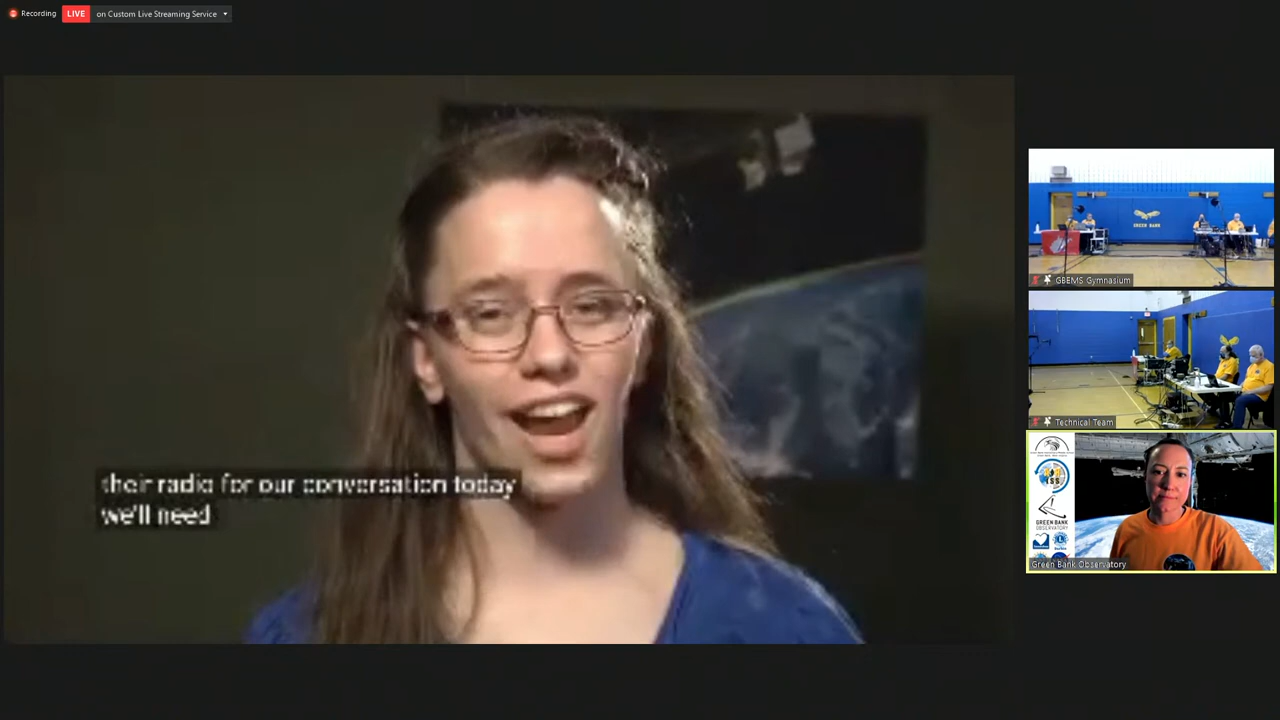 Recording
LIVE
on Custom Live Streaming Service
their radio for our conversation today
we'll need
GREEN BANK
GBEMS Gymnasium
Technical Team
GREEN BANK
OBSERVATORY
Green Bank Observatory